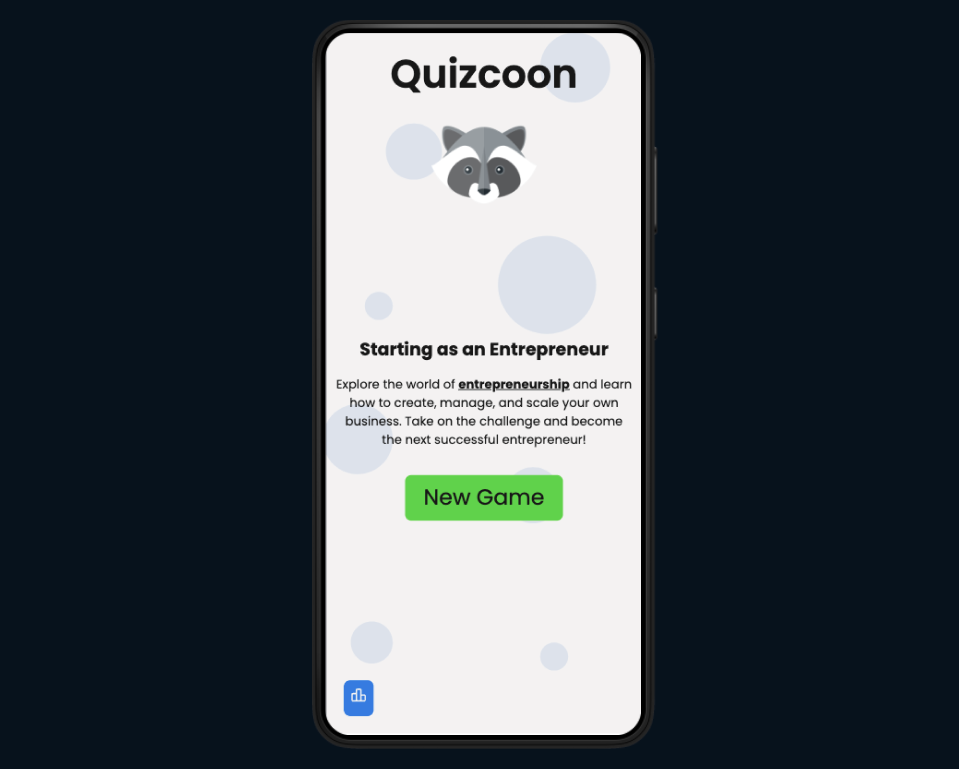 Quizcoon
Starting as an Entrepreneur
Explore the world of entrepreneurship and learn
how to create, manage, and scale your own
business. Take on the challenge and become
the next successful entrepreneur!
New Game